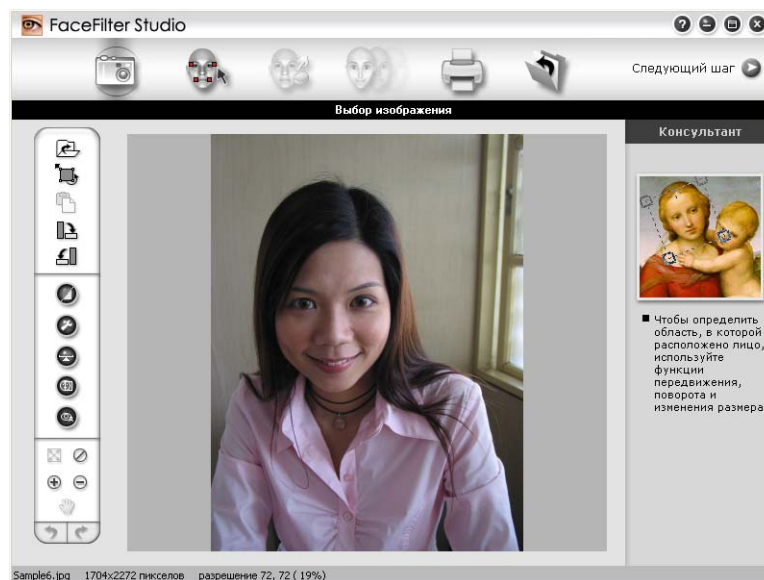 FaceFilter Studio
Следующий шаг
Выбор изображения
Консультант
Чтобы определить
область, в которой
расположено лицо,
используйте
функции
передвижения,
поворота и
изменения размера
Sample6.jpg 1704x2272 пикселов разрешение 72, 72 ( 19%)